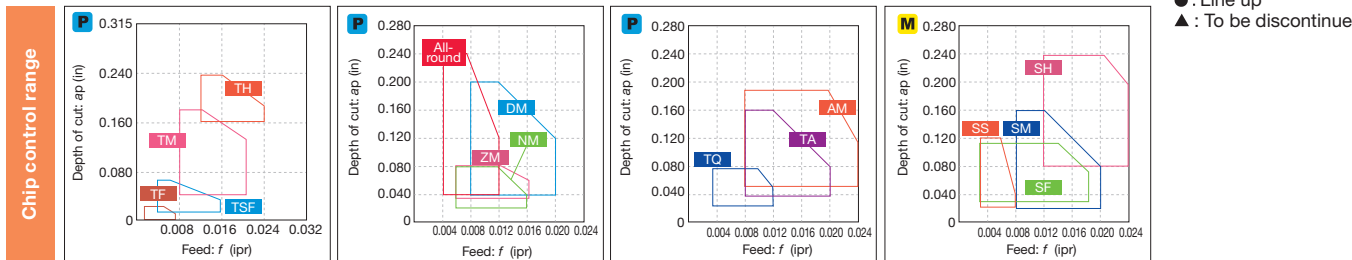 Chip control range
P
0.315
0.240
0.160
0.080
0
Depth of cut: ap (in)
TH
TM
TF
TSF
0.008 0.016 0.024 0.032
Feed: f (ipr)
P
0.280
0.240
0.200
0.160
0.120
0.080
0.040
0
Depth of cut: ap (in)
All-
round
DM
NM
ZM
0.004 0.008 0.012 0.016 0.020 0.024
Feed: f (ipr)
P
0.280
0.240
0.200
0.160
0.120
0.080
0.040
0
Depth of cut: ap (in)
AM
TA
TQ
0.004 0.008 0.012 0.016 0.020 0.024
Feed: f (ipr)
M
0.280
0.240
0.200
0.160
0.120
0.080
0.040
0
Depth of cut: ap (in)
SH
SS
SM
SF
0.004 0.008 0.012 0.016 0.020 0.024
Feed: f (ipr)
● : Line up
▲ : To be discontinue